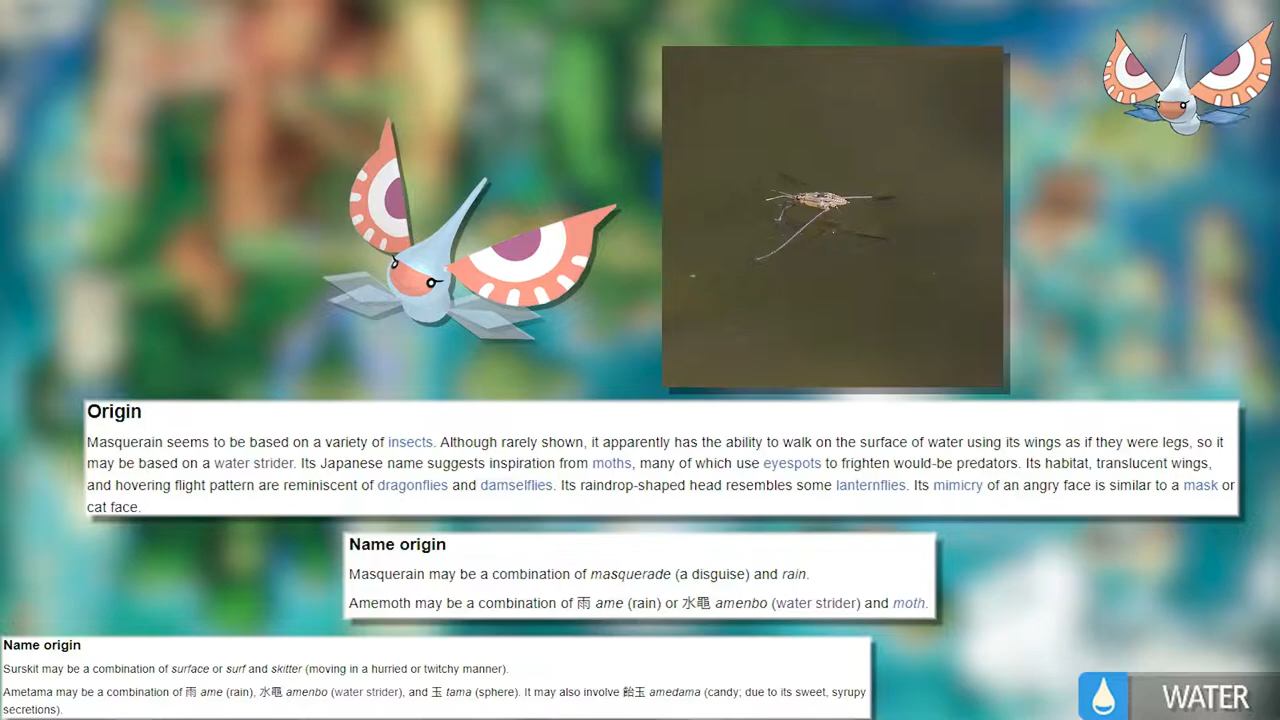 Origin
Masquerain seems to be based on a variety of insects. Although rarely shown, it apparently has the ability to walk on the surface of water using its wings as if they were legs, so it
may be based on a water strider. Its Japanese name suggests inspiration from moths, many of which use eyespots to frighten would-be predators. Its habitat, translucent wings,
and hovering flight pattern are reminiscent of dragonflies and damselflies. Its raindrop-shaped head resembles some lanternflies. Its mimicry of an angry face is similar to a mask or
cat face.
Name origin
Masquerain may be a combination of masquerade (a disguise) and rain.
Amemoth may be a combination of 雨 ame (rain) or 水黽 amenbo (water strider) and moth.
Name origin
Surskit may be a combination of surface or surf and skitter (moving in a hurried or twitchy manner).
Ametama may be a combination of 雨 ame (rain), 水黽 amenbo (water strider), and 玉 tama (sphere). It may also involve 飴玉 amedama (candy; due to its sweet, syrupy
secretions).
WATER